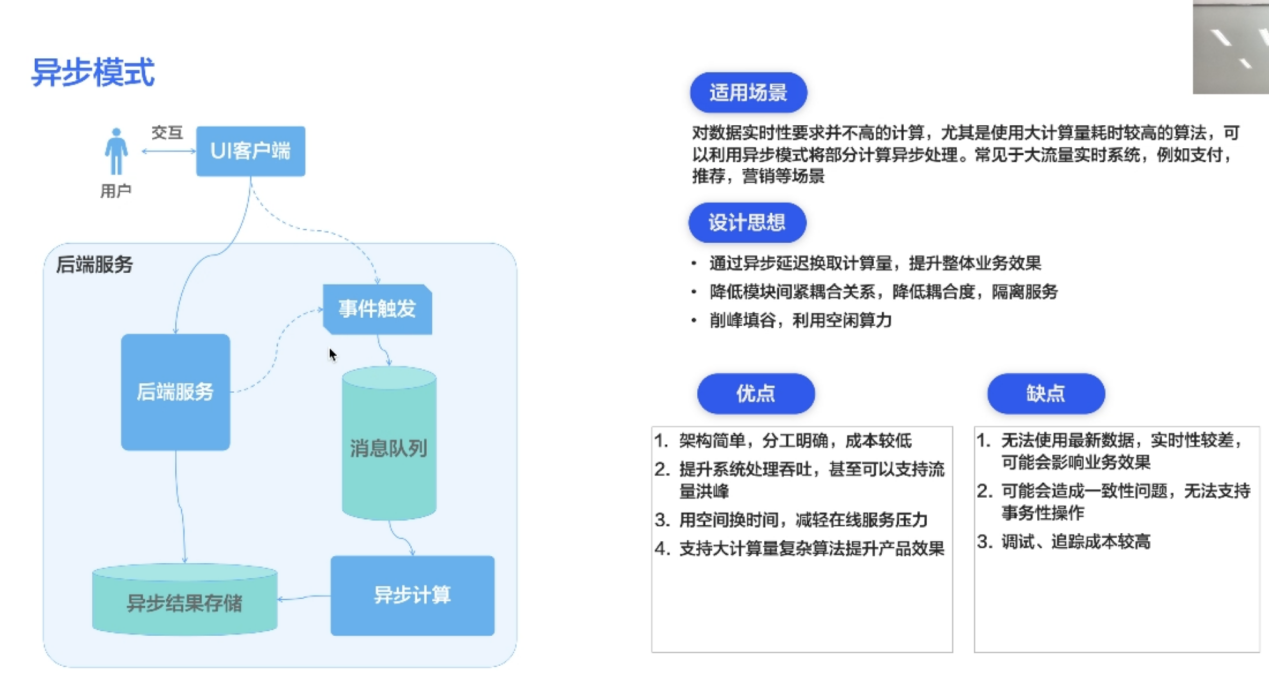 异步模式
交互
UI客户端
用户
后端服务
事件触发
后端服务
消息队列
异步结果存储
异步计算
适用场景
对数据实时性要求并不高的计算，尤其是使用大计算量耗时较高的算法，可
以利用异步模式将部分计算异步处理。常见于大流量实时系统，例如支付，
推荐，营销等场景
设计思想
• 通过异步延迟换取计算量，提升整体业务效果
• 降低模块间紧耦合关系，降低耦合度，隔离服务
• 削峰填谷，利用空闲算力
优点
1. 架构简单，分工明确，成本较低
2. 提升系统处理吞吐，甚至可以支持流
量洪峰
3. 用空间换时间，减轻在线服务压力
4. 支持大计算量复杂算法提升产品效果
缺点
1. 无法使用最新数据，实时性较差，
可能会影响业务效果
2. 可能会造成一致性问题，无法支持
事务性操作
3. 调试、追踪成本较高